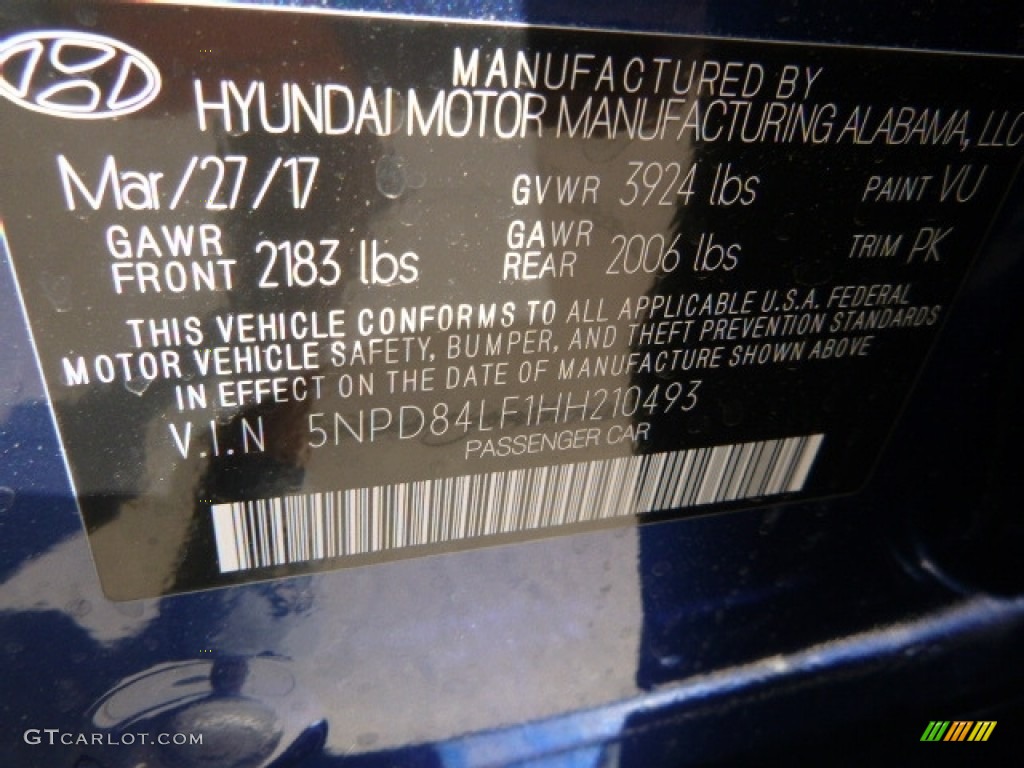 MANUFACTURED BY
HYUNDAI MOTOR MANUFACTURING ALABAMA, LLC
Mar/27/17 GVWR 3924 lbs PAINT VU
GAWR FRONT 2183 lbs GAWR REAR 2006 lbs TRIM PK
THIS VEHICLE CONFORMS TO ALL APPLICABLE U.S.A. FEDERAL
MOTOR VEHICLE SAFETY, BUMPER, AND THEFT PREVENTION STANDARDS
IN EFFECT ON THE DATE OF MANUFACTURE SHOWN ABOVE
V.I.N 5NPD84LF1HH210493
PASSENGER CAR
GTCARLOT.COM